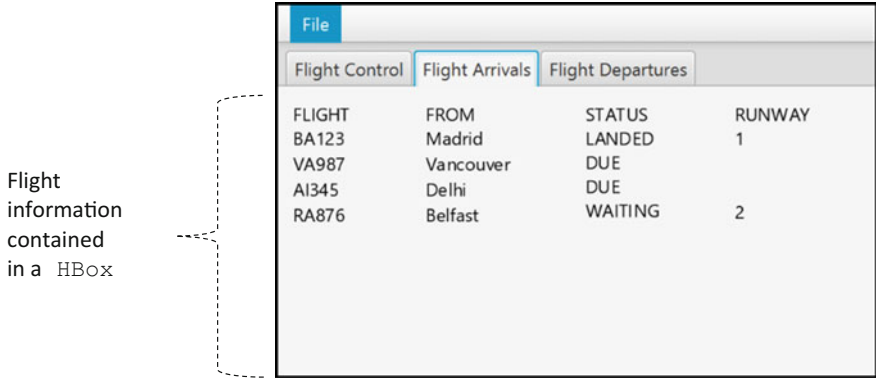 File
Flight Control Flight Arrivals Flight Departures
FLIGHT FROM STATUS RUNWAY
BA123 Madrid LANDED 1
VA987 Vancouver DUE
AI345 Delhi DUE
RA876 Belfast WAITING 2
Flight
information
contained
in a HBox